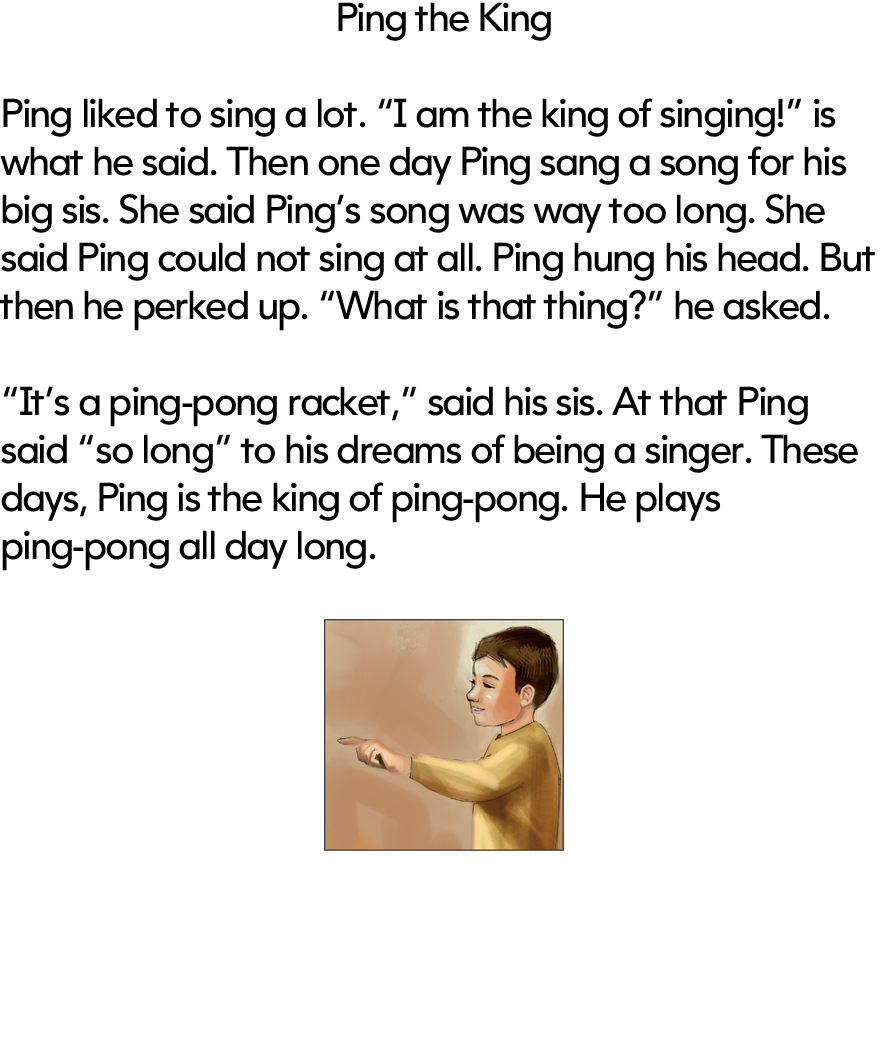 Ping the King
Ping liked to sing a lot. “I am the king of singing!” is
what he said. Then one day Ping sang a song for his
big sis. She said Ping’s song was way too long. She
said Ping could not sing at all. Ping hung his head. But
then he perked up. “What is that thing?” he asked.
“It’s a ping-pong racket,” said his sis. At that Ping
said “so long” to his dreams of being a singer. These
days, Ping is the king of ping-pong. He plays
ping-pong all day long.